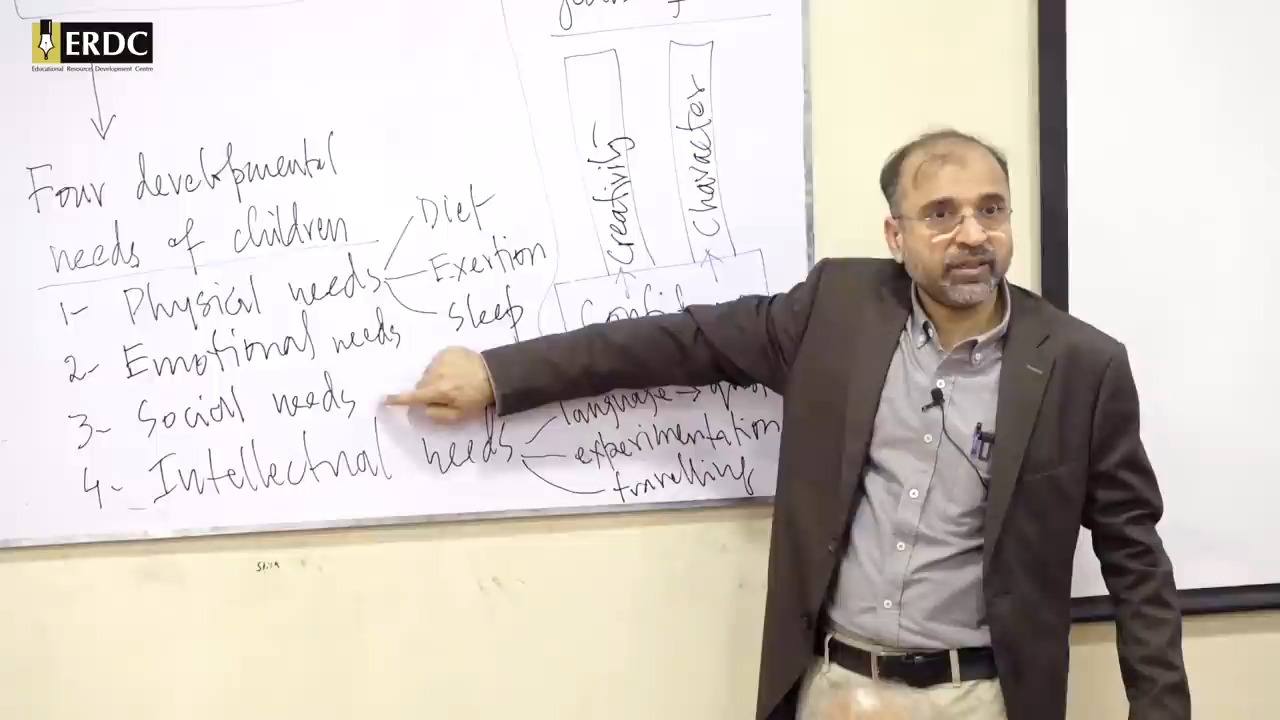 ERDC
Educational Resource Development Centre
Four developmental
needs of children
1- Physical needs
Diet
Exertion
Sleep
2- Emotional needs
3- Social needs
4- Intellectual needs
language →
experimentation
travelling
Creativity
Character